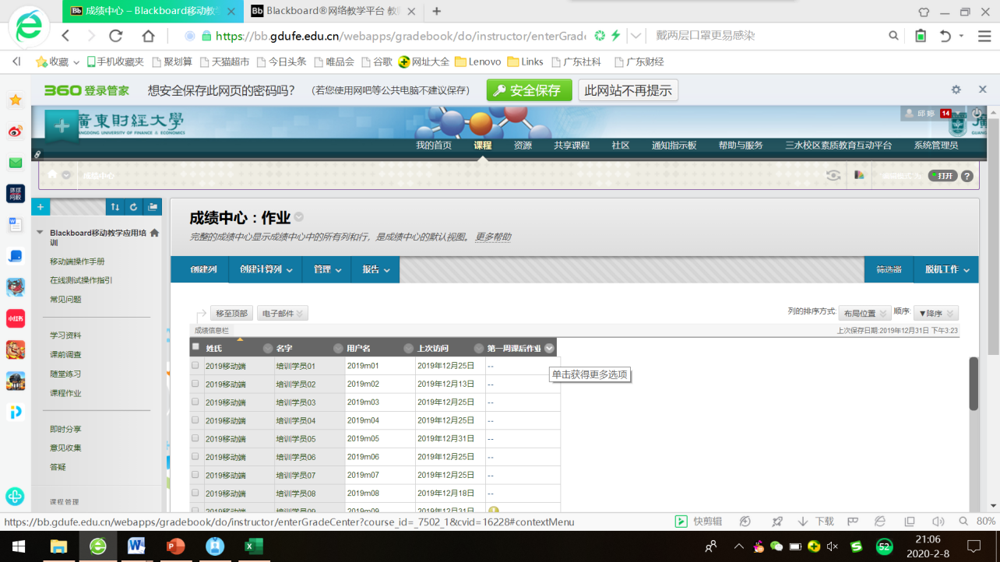 成绩中心 – Blackboard移动教
Blackboard®网络教学平台 教
https://bb.gdufe.edu.cn/webapps/gradebook/do/instructor/enterGrade
戴两层口罩更易感染
收藏 手机收藏夹 聚划算 天猫超市 今日头条 唯品会 谷歌 网址大全 Lenovo Links 广东社科 广东财经
360登录管家 想安全保存此网页的密码吗? (若您使用网吧等公共电脑不建议保存) 安全保存 此网站不再提示
廣東財經大學
GUANGDONG UNIVERSITY OF FINANCE & ECONOMICS
邱 婷 14
我的首页 课程 资源 共享课程 社区 通知指示板 帮助与服务 三水校区素质教育互动平台 系统管理员
成绩中心 编辑模式为: 打开 ?
成绩中心:作业
完整的成绩中心显示成绩中心中的所有列和行,是成绩中心的默认视图。 更多帮助
Blackboard移动教学应用培训
移动端操作手册
在线测试操作指引
常见问题
学习资料
课前调查
随堂练习
课程作业
即时分享
意见收集
答疑
课程管理
创建列 创建计算列 管理 报告 筛选器 脱机工作
移至顶部 电子邮件 列的排序方式: 布局位置 顺序: ▼降序
成绩信息栏 上次保存日期:2019年12月31日 下午3:23
姓氏 名字 用户名 上次访问 第一周课后作业
2019移动端 培训学员01 2019m01 2019年12月25日 --
单击获得更多选项
2019移动端 培训学员02 2019m02 2019年12月13日 --
2019移动端 培训学员03 2019m03 2019年12月25日 --
2019移动端 培训学员04 2019m04 2019年12月25日 --
2019移动端 培训学员05 2019m05 2019年12月31日 --
2019移动端 培训学员06 2019m06 2019年12月25日 --
2019移动端 培训学员07 2019m07 2019年12月25日 --
2019移动端 培训学员08 2019m08 2019年12月18日 --
2019移动端 培训学员09 2019m09 2019年12月31日
https://bb.gdufe.edu.cn/webapps/gradebook/do/instructor/enterGradeCenter?course_id=_7502_1&cvid=16228#contextMenu
快剪辑 下载 80%
52
21:06
2020-2-8